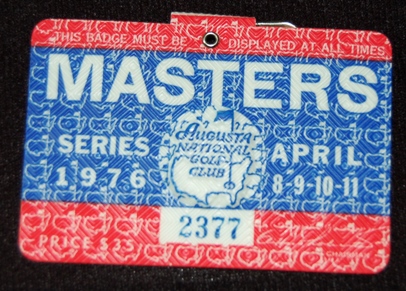 THIS BADGE MUST BE DISPLAYED AT ALL TIMES
MASTERS
SERIES
1976
Augusta
NATIONAL
GOLF
CLUB
APRIL
8-9-10-11
2377
PRICE $35
CHAIRMAN